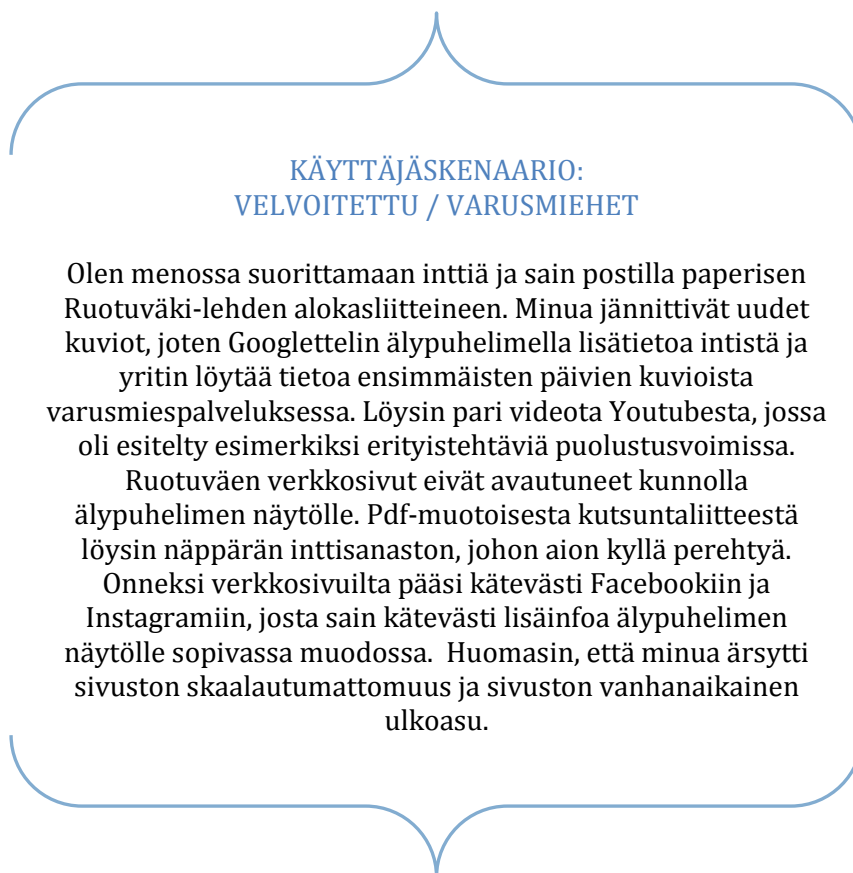 KÄYTTÄJÄSKENAARIO:
VELVOITETTU / VARUSMIEHET
Olen menossa suorittamaan inttiä ja sain postilla paperisen
Ruotuväki-lehden alokasliitteineen. Minua jännittivät uudet
kuviot, joten Googlettelin älypuhelimella lisätietoa intistä ja
yritin löytää tietoa ensimmäisten päivien kuvioista
varusmiespalveluksessa. Löysin pari videota Youtubesta, jossa
oli esitelty esimerkiksi erityistehtäviä puolustusvoimissa.
Ruotuväen verkkosivut eivät avautuneet kunnolla
älypuhelimen näytölle. Pdf-muotoisesta kutsuntaliitteestä
löysin näppärän inttisanaston, johon aion kyllä perehtyä.
Onneksi verkkosivuilta pääsi kätevästi Facebookiin ja
Instagramiin, josta sain kätevästi lisäinfoa älypuhelimen
näytölle sopivassa muodossa.  Huomasin, että minua ärsytti
sivuston skaalautumattomuus ja sivuston vanhanaikainen
ulkoasu.